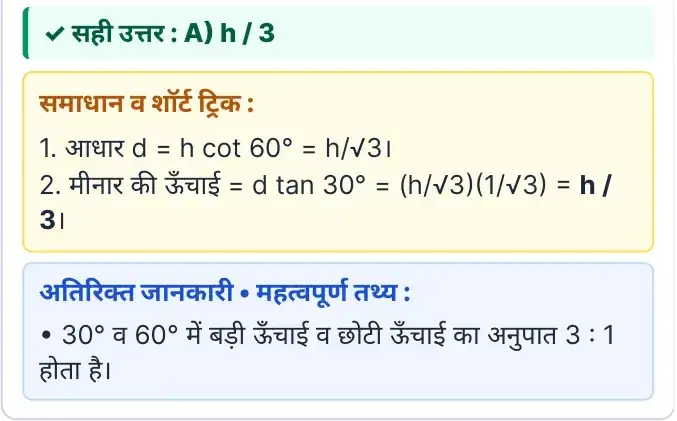 ✓ सही उत्तर : A) h / 3
समाधान व शॉर्ट ट्रिक :
1. आधार d = h cot 60° = h/√3।
2. मीनार की ऊँचाई = d tan 30° = (h/√3)(1/√3) = h /
3।
अतिरिक्त जानकारी • महत्वपूर्ण तथ्य :
• 30° व 60° में बड़ी ऊँचाई व छोटी ऊँचाई का अनुपात 3 : 1
होता है।